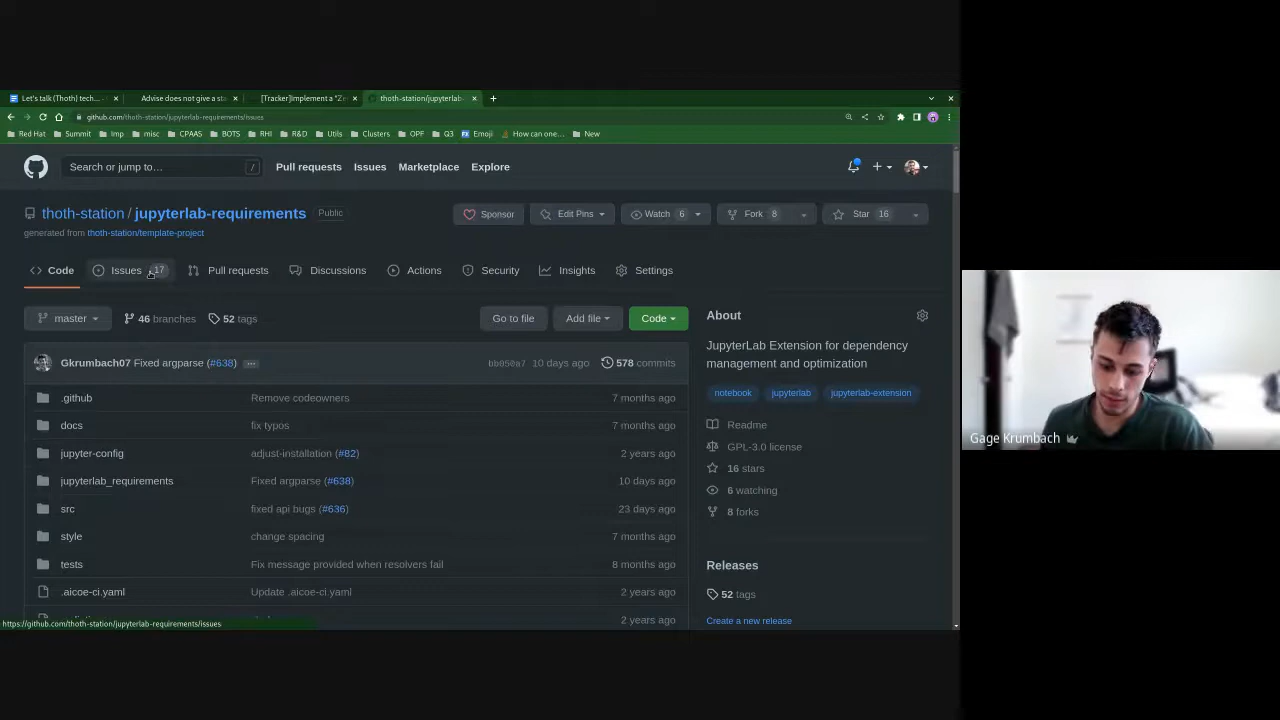 Let's talk (Thoth) tech...
Advise does not give a sta
[Tracker]Implement a "Ze
thoth-station/jupyterlab-
github.com/thoth-station/jupyterlab-requirements/issues
Red Hat Summit Imp misc CPAAS BOTS RHI R&D Utils Clusters OPF Q3 Emoji How can one... New
Search or jump to... /
Pull requests Issues Marketplace Explore
thoth-station / jupyterlab-requirements Public
Sponsor Edit Pins Watch 6 Fork 8 Star 16
generated from thoth-station/template-project
Code Issues 17 Pull requests Discussions Actions Security Insights Settings
master 46 branches 52 tags Go to file Add file Code
Gkrumbach07 Fixed argparse (#638) ... bb050a7 10 days ago 578 commits
.github Remove codeowners 7 months ago
docs fix typos 7 months ago
jupyter-config adjust-installation (#82) 2 years ago
jupyterlab_requirements Fixed argparse (#638) 10 days ago
src fixed api bugs (#636) 23 days ago
style change spacing 7 months ago
tests Fix message provided when resolvers fail 8 months ago
.aicoe-ci.yaml Update .aicoe-ci.yaml 2 years ago
2 years ago
About
JupyterLab Extension for dependency
management and optimization
notebook jupyterlab jupyterlab-extension
Readme
GPL-3.0 license
16 stars
6 watching
8 forks
Releases
52 tags
Create a new release
https://github.com/thoth-station/jupyterlab-requirements/issues
Gage Krumbach